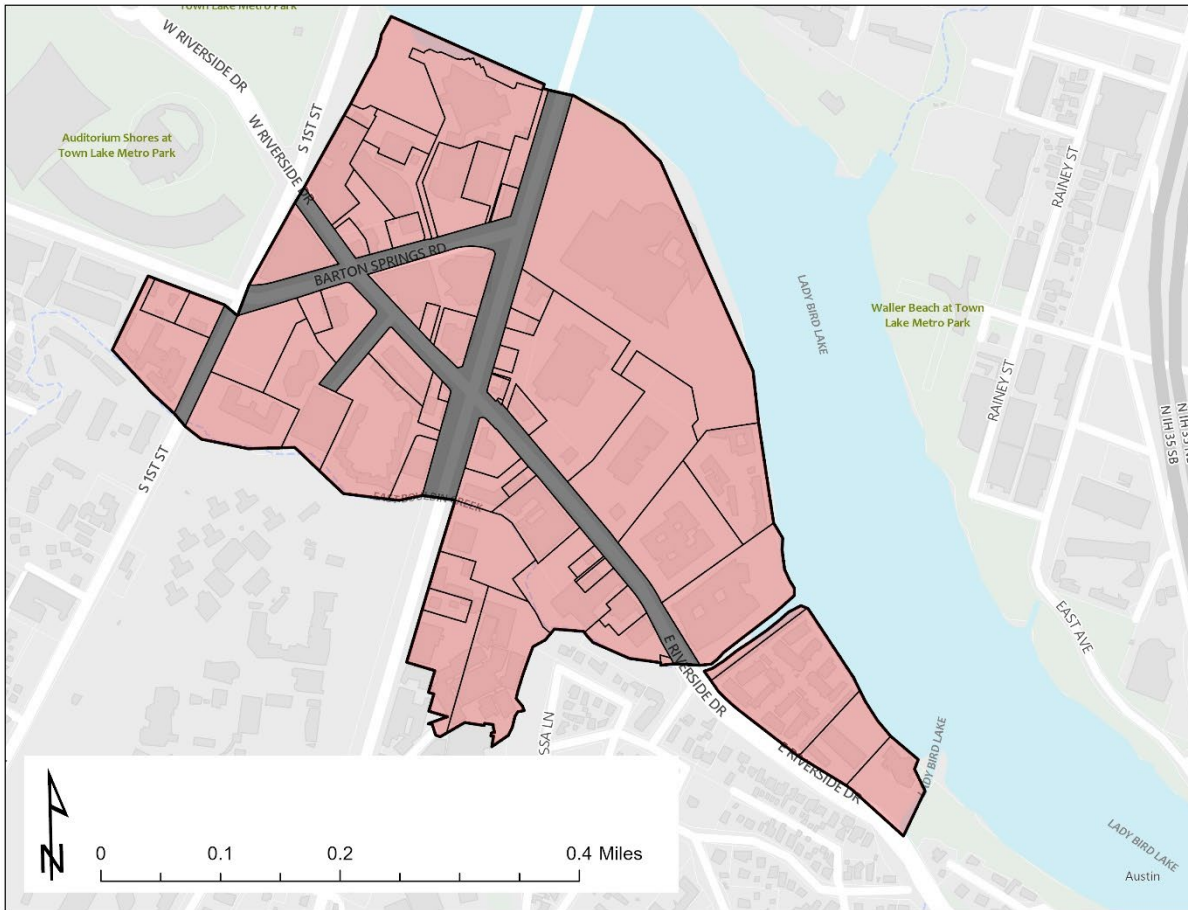 Town Lake Metro Park
W RIVERSIDE DR
W RIVERSIDE DR
S 1ST ST
Auditorium Shores at
Town Lake Metro Park
BARTON SPRINGS RD
RAINEY ST
LADY BIRD LAKE
Waller Beach at Town
Lake Metro Park
RAINEY ST
N IH 35 SB
S 1ST ST
E RIVERSIDE DR
EAST AVE
SSA LN
E RIVERSIDE DR
LADY BIRD LAKE
LADY BIRD LAKE
Austin
N
0 0.1 0.2 0.4 Miles